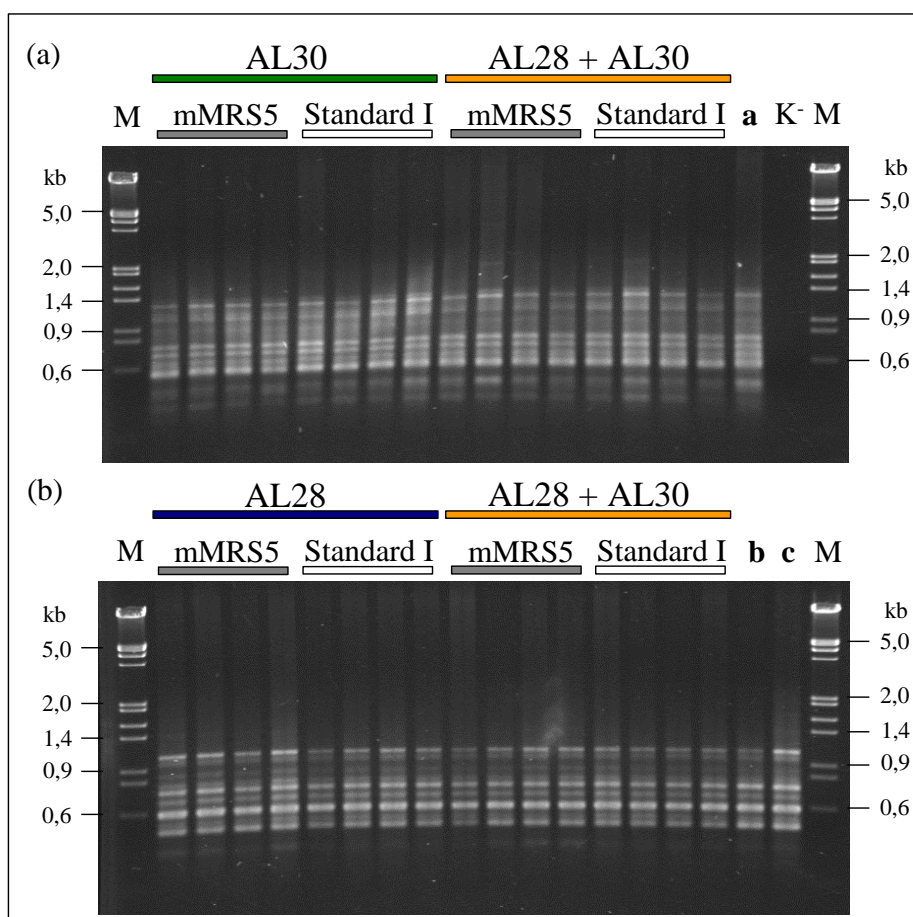 (a)
AL30 AL28 + AL30
M mMRS5 Standard I mMRS5 Standard I a K- M
kb kb
5,0 5,0
2,0 2,0
1,4 1,4
0,9 0,9
0,6 0,6
(b)
AL28 AL28 + AL30
M mMRS5 Standard I mMRS5 Standard I b c M
kb kb
5,0 5,0
2,0 2,0
1,4 1,4
0,9 0,9
0,6 0,6